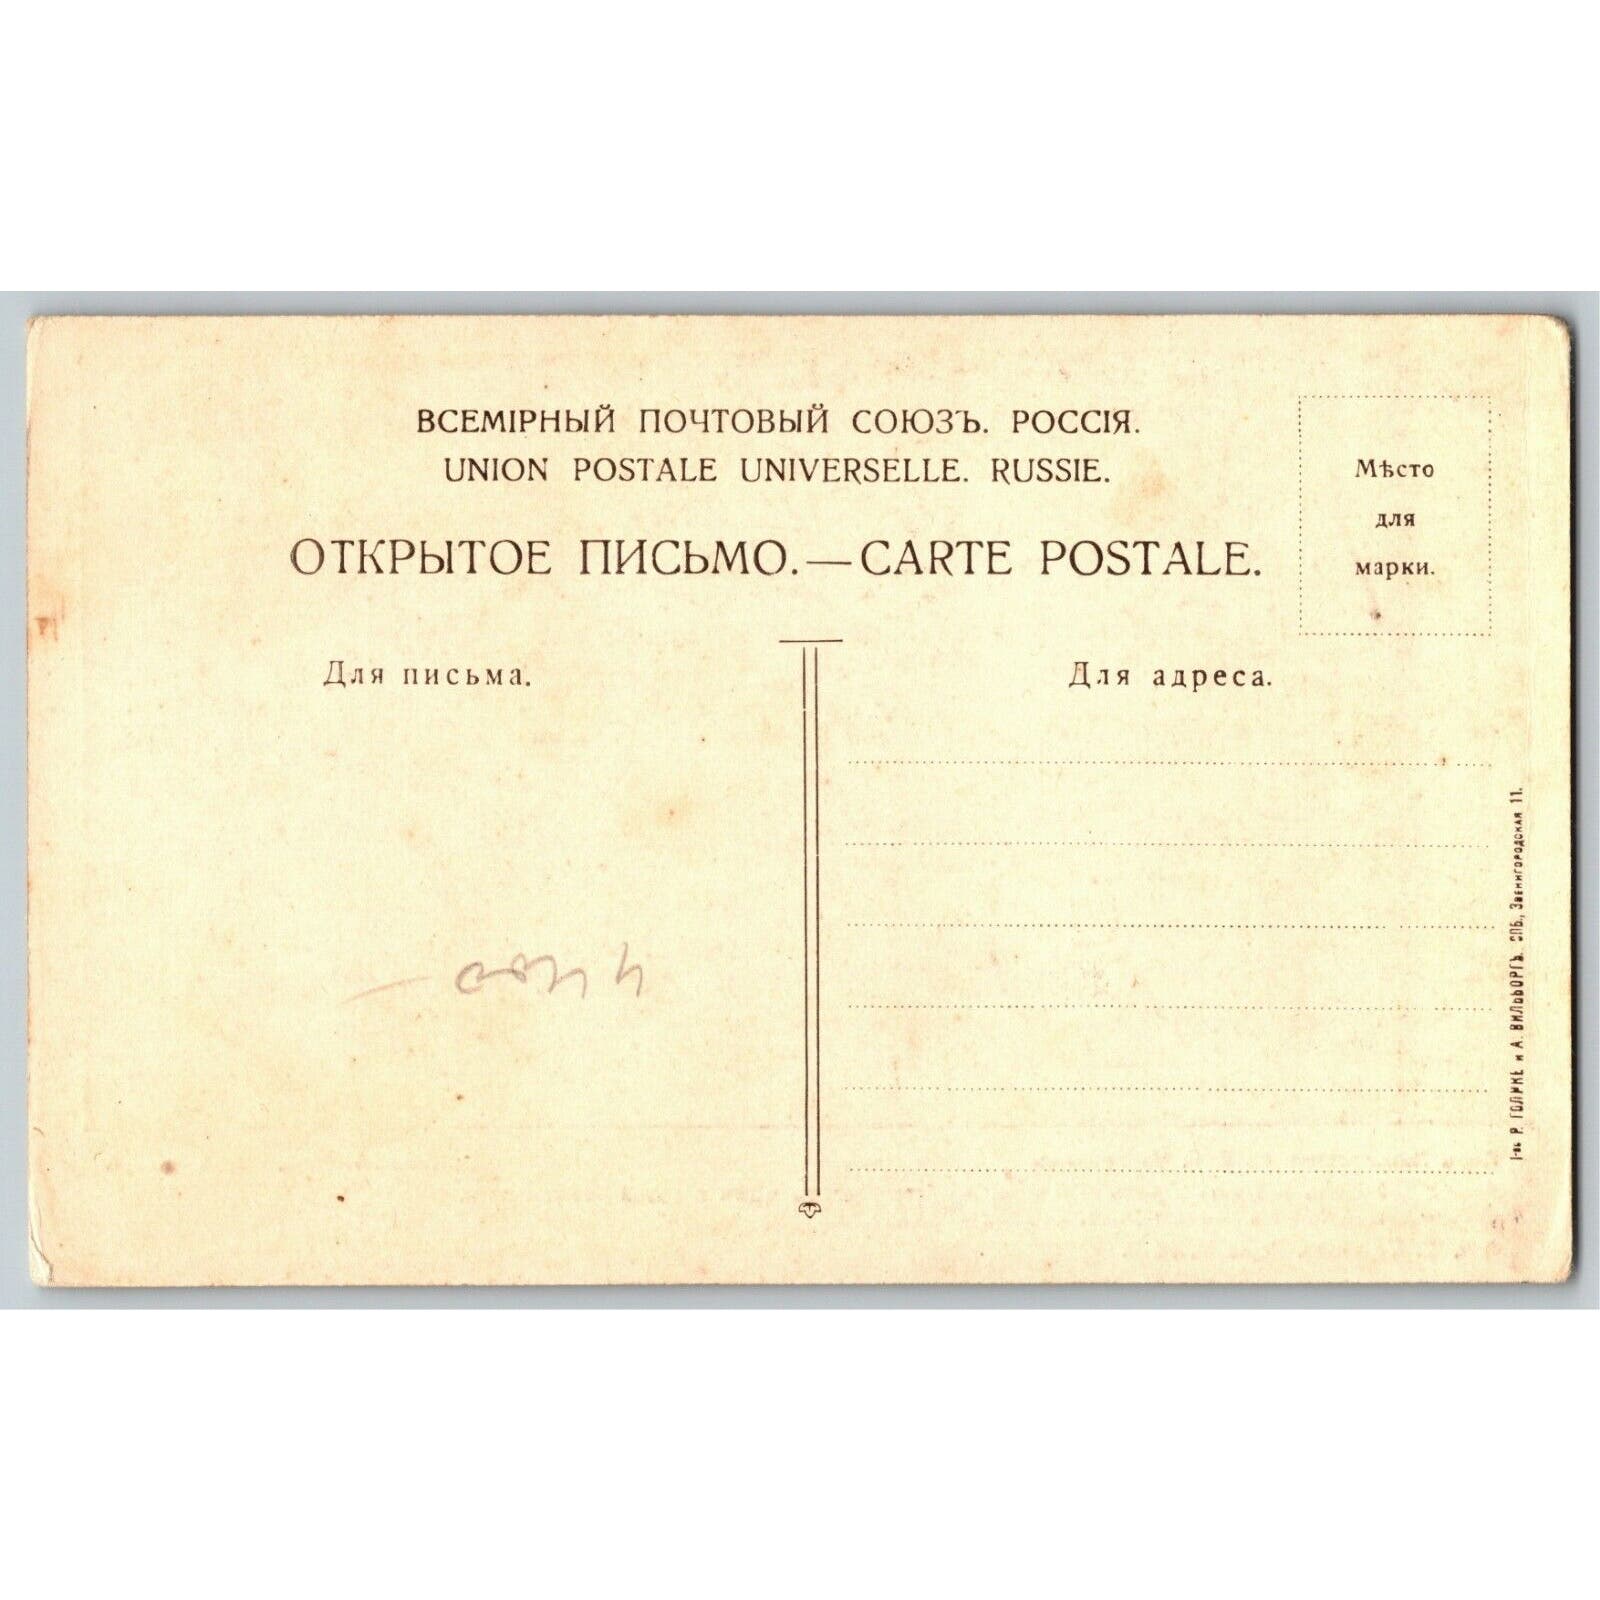 ВСЕМІРНЫЙ ПОЧТОВЫЙ СОЮЗЪ. РОССІЯ.
UNION POSTALE UNIVERSELLE. RUSSIE.
ОТКРЫТОЕ ПИСЬМО.—CARTE POSTALE.
Мѣсто
для
марки.
Для письма.
Для адреса.
Р. ГОЛИКЕ и А. ВИЛЬБОРГЪ. СПБ., Звенигородская 11.